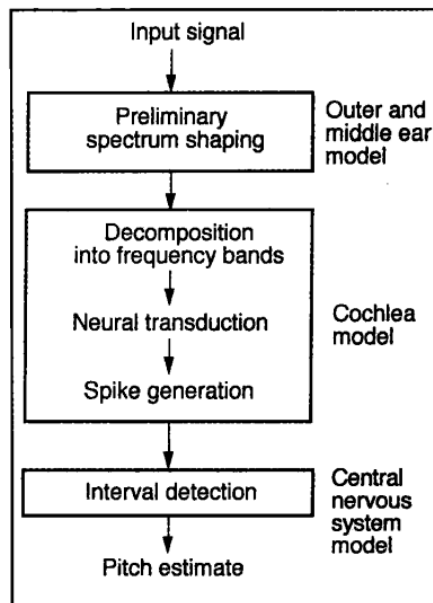 Input signal
Preliminary
spectrum shaping
Outer and
middle ear
model
Decomposition
into frequency bands
Neural transduction
Spike generation
Cochlea
model
Interval detection
Central
nervous
system
model
Pitch estimate